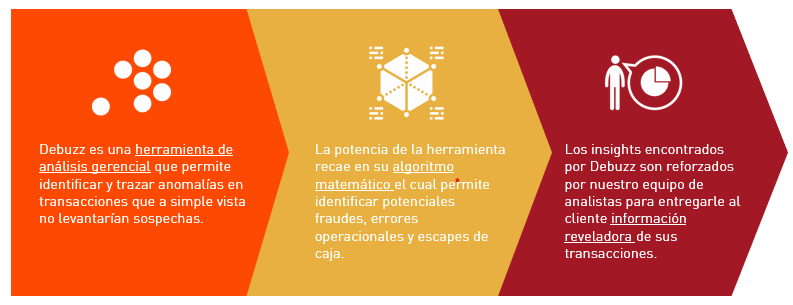 Debuzz es una herramienta de
análisis gerencial que permite
identificar y trazar anomalías en
transacciones que a simple vista
no levantarían sospechas.
La potencia de la herramienta
recae en su algoritmo
matemático el cual permite
identificar potenciales
fraudes, errores
operacionales y escapes de
caja.
Los insights encontrados
por Debuzz son reforzados
por nuestro equipo de
analistas para entregarle al
cliente información
reveladora de sus
transacciones.